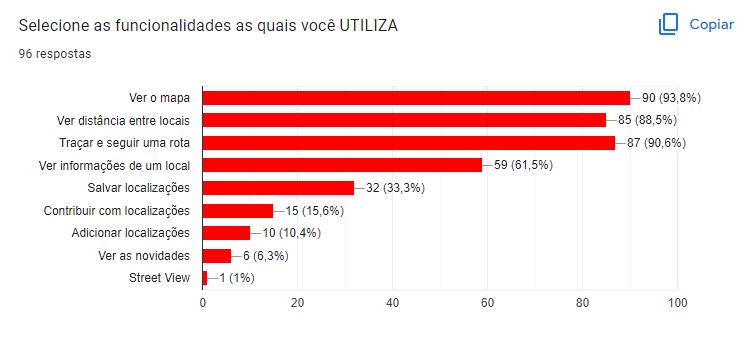 Selecione as funcionalidades as quais você UTILIZA
Copiar
96 respostas
Ver o mapa 90 (93,8%)
Ver distância entre locais 85 (88,5%)
Traçar e seguir uma rota 87 (90,6%)
Ver informações de um local 59 (61,5%)
Salvar localizações 32 (33,3%)
Contribuir com localizações 15 (15,6%)
Adicionar localizações 10 (10,4%)
Ver as novidades 6 (6,3%)
Street View 1 (1%)
0 20 40 60 80 100